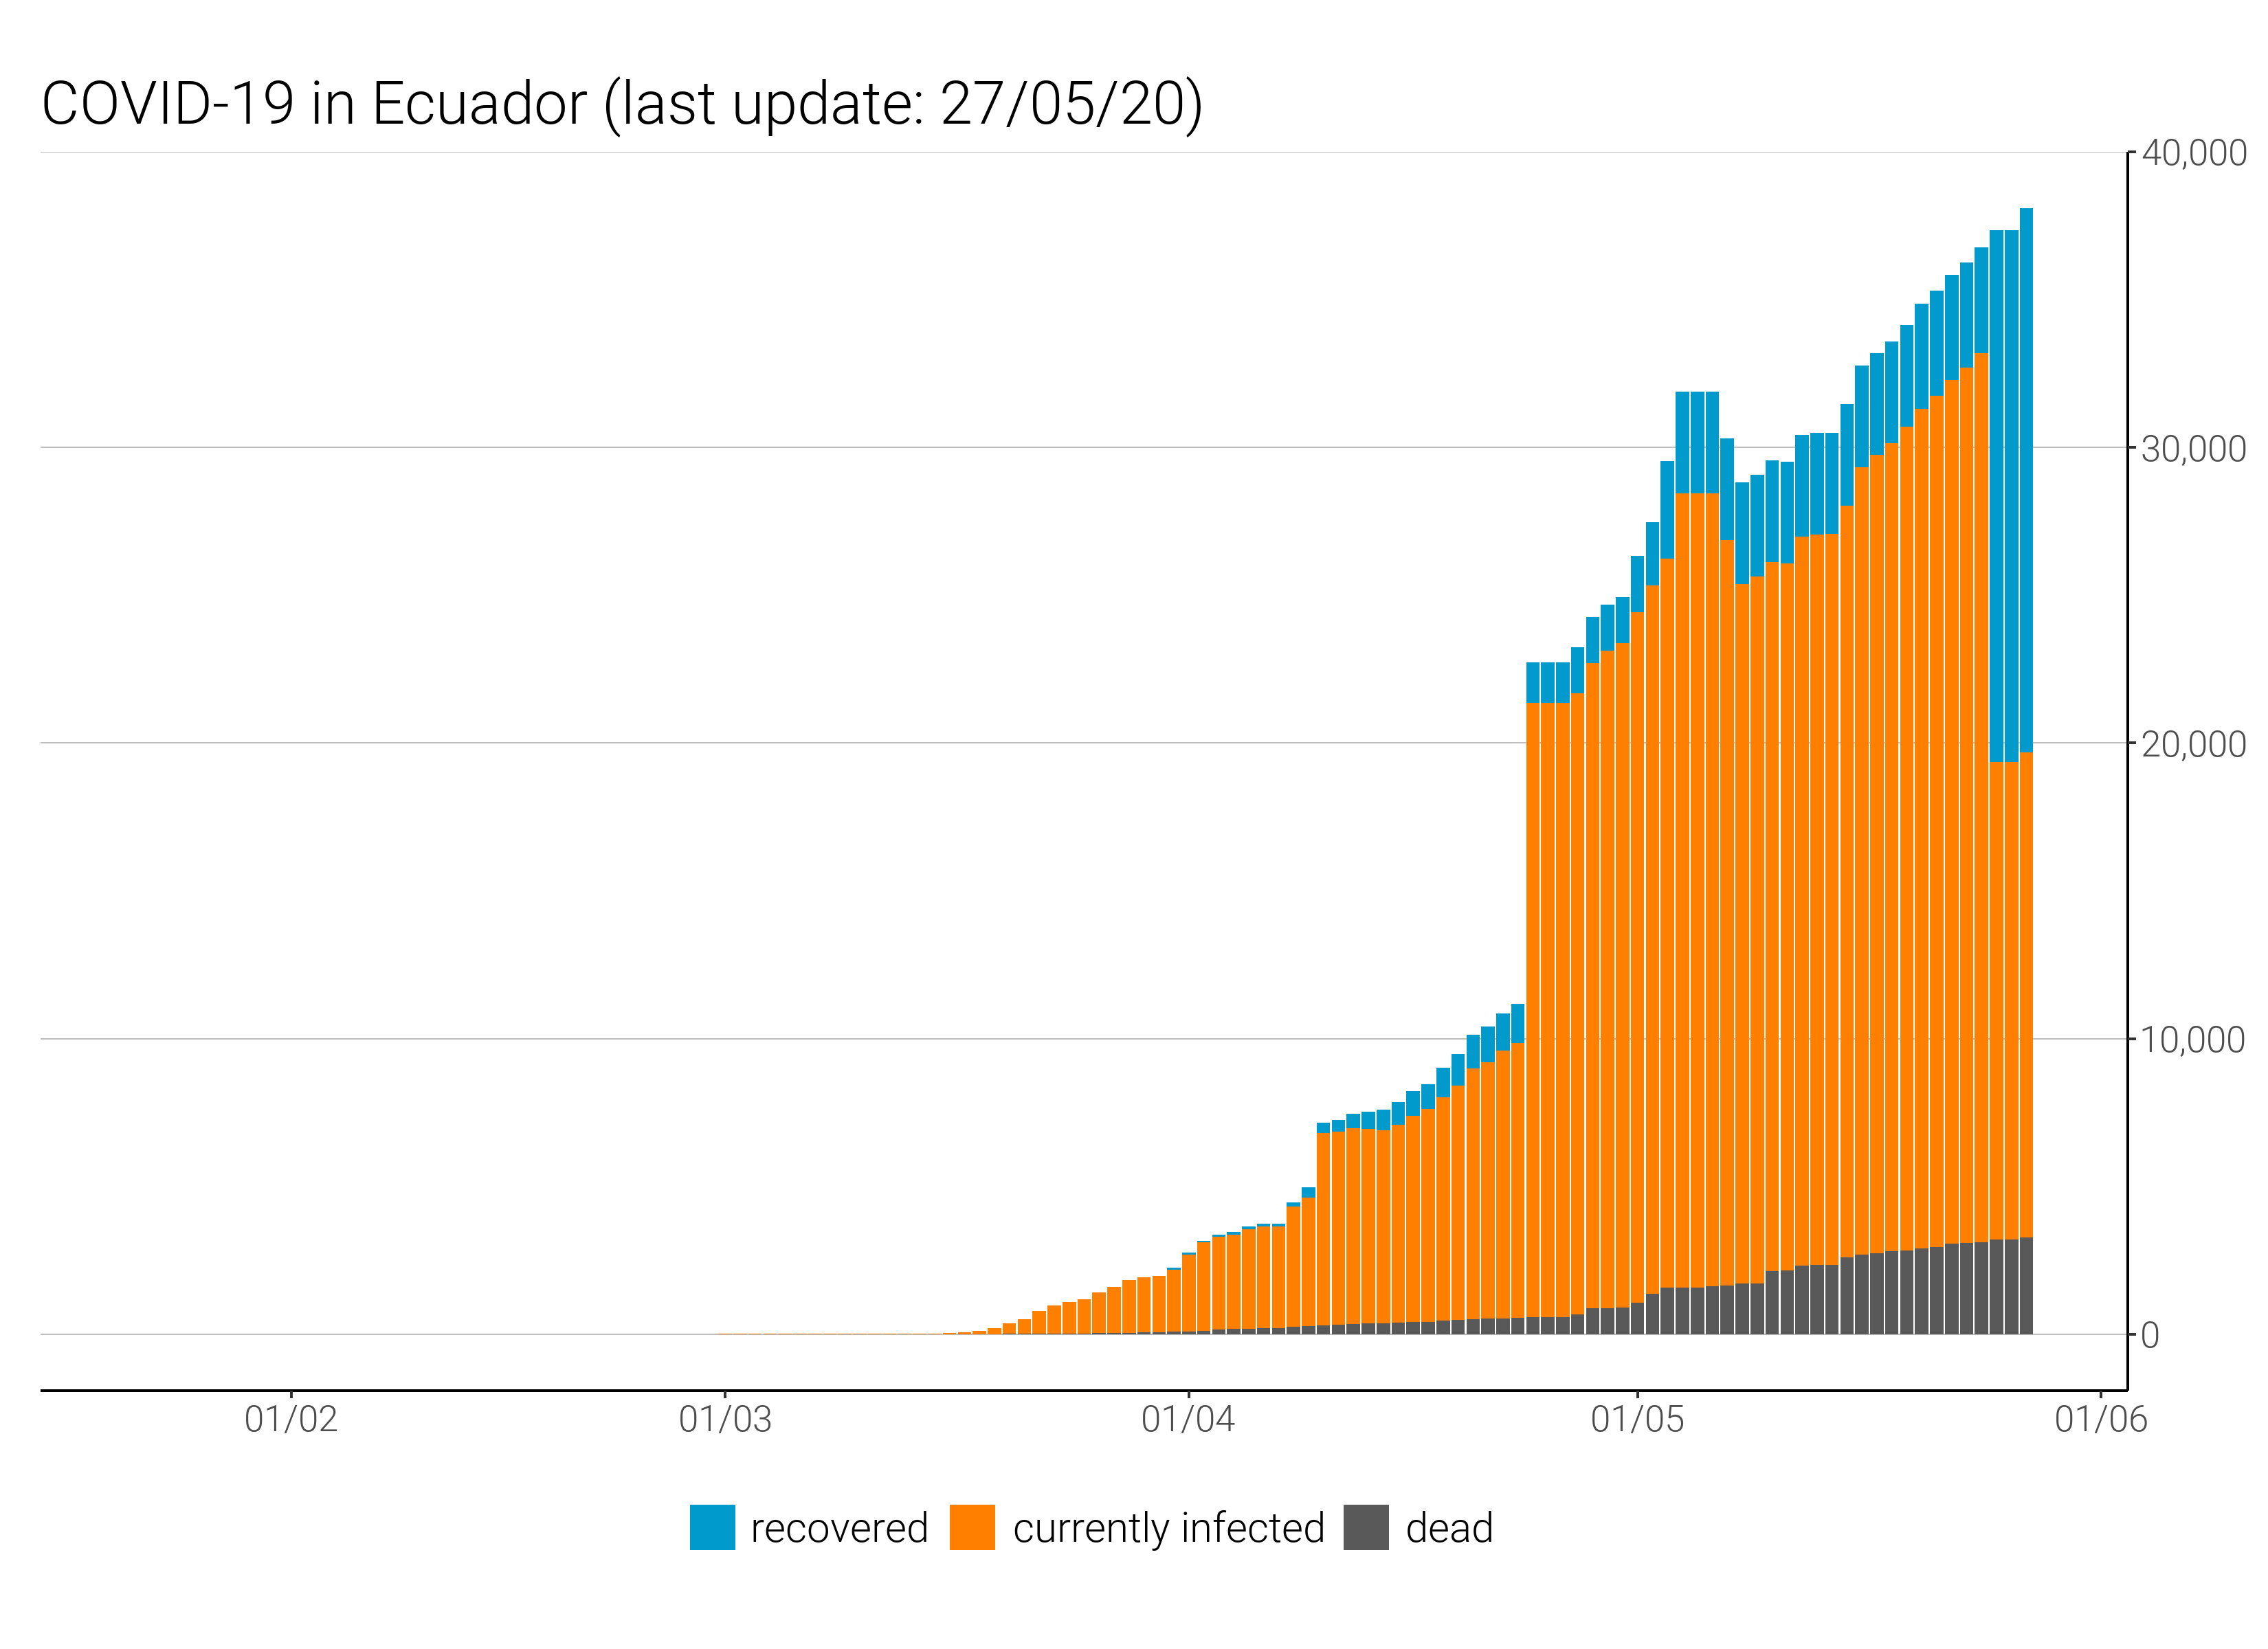 COVID-19 in Ecuador (last update: 27/05/20)
40,000
30,000
20,000
10,000
0
01/02 01/03 01/04 01/05 01/06
recovered currently infected dead